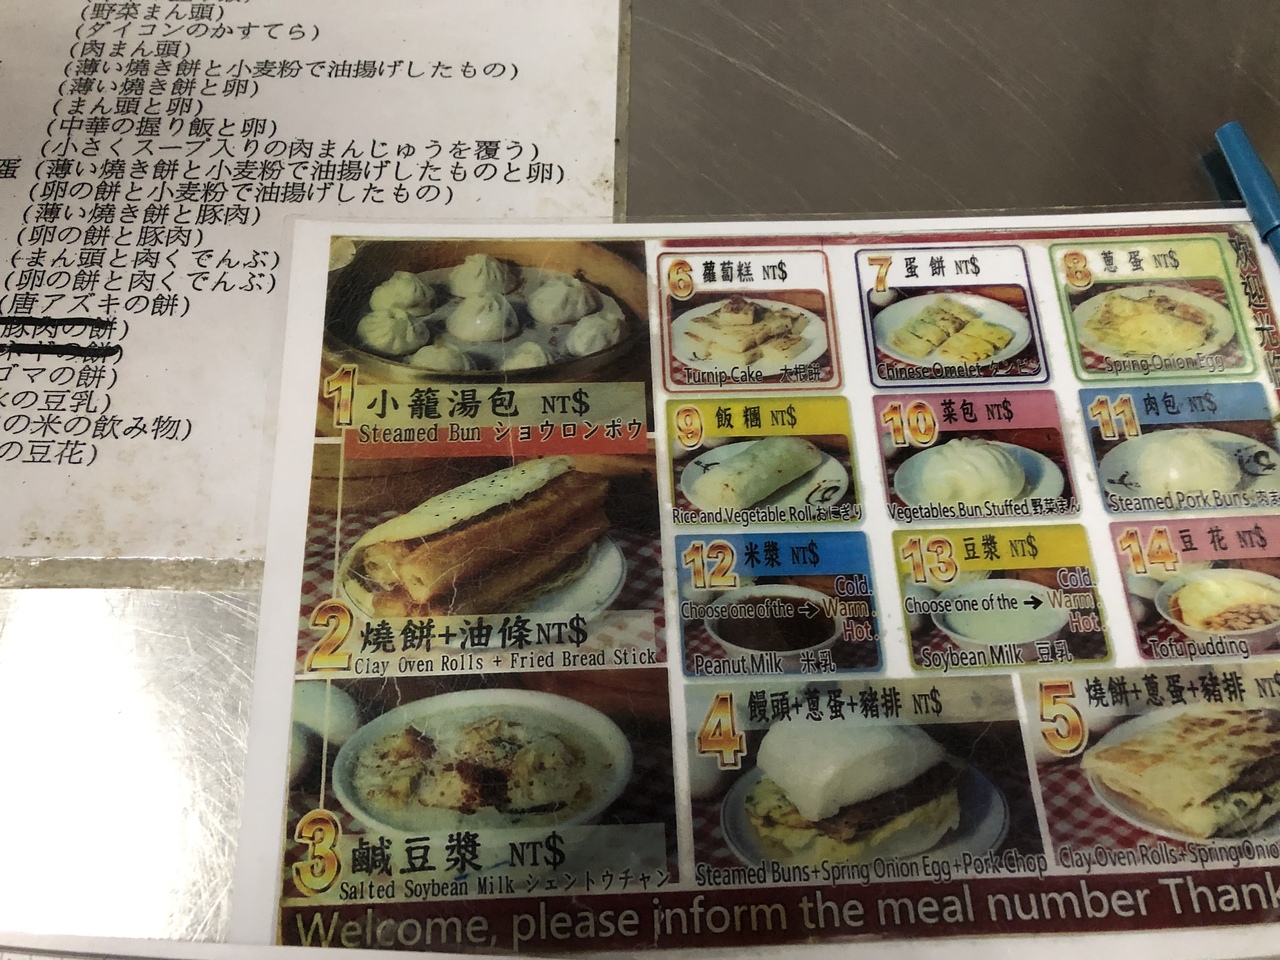 (野菜まん頭)
(ダイコンのかすてら)
(肉まん頭)
(薄い焼き餅と小麦粉で油揚げしたもの)
(薄い焼き餅と卵)
(まん頭と卵)
(中華の握り飯と卵)
(小さくスープ入りの肉まんじゅうを覆う)
蛋 (薄い焼き餅と小麦粉で油揚げしたものと卵)
(卵の餅と小麦粉で油揚げしたもの)
(薄い焼き餅と豚肉)
(卵の餅と豚肉)
(まん頭と肉くでんぶ)
(卵の餅と肉くでんぶ)
(唐アズキの餅)
豚肉の餅)
の餅)
ゴマの餅)
の豆乳)
の米の飲み物)
の豆花)
1 小籠湯包 NT$
Steamed Bun ショウロンポウ
2 燒餅+油條NT$
Clay Oven Rolls + Fried Bread Stick
3 鹹豆漿 NT$
Salted Soybean Milk シェントウチャン
6 蘿蔔糕 NT$
Turnip Cake 大根餅
7 蛋餅 NT$
Chinese Omelet タンピン
8 蔥蛋 NT$
Spring Onion Egg
歡迎光
9 飯糰 NT$
Rice and Vegetable Roll おにぎり
10 菜包 NT$
Vegetables Bun Stuffed 野菜まん
11 肉包 NT$
Steamed Pork Buns 肉ま
12 米漿 NT$
Choose one of the → Cold. Warm. Hot.
Peanut Milk 米乳
13 豆漿 NT$
Choose one of the → Cold. Warm. Hot.
Soybean Milk 豆乳
14 豆花 NT$
Tofu pudding
4 饅頭+蔥蛋+豬排 NT$
Steamed Buns+Spring Onion Egg+Pork Chop
5 燒餅+蔥蛋+豬排 NT$
Clay Oven Rolls+Spring Onio
Welcome, please inform the meal number Thank